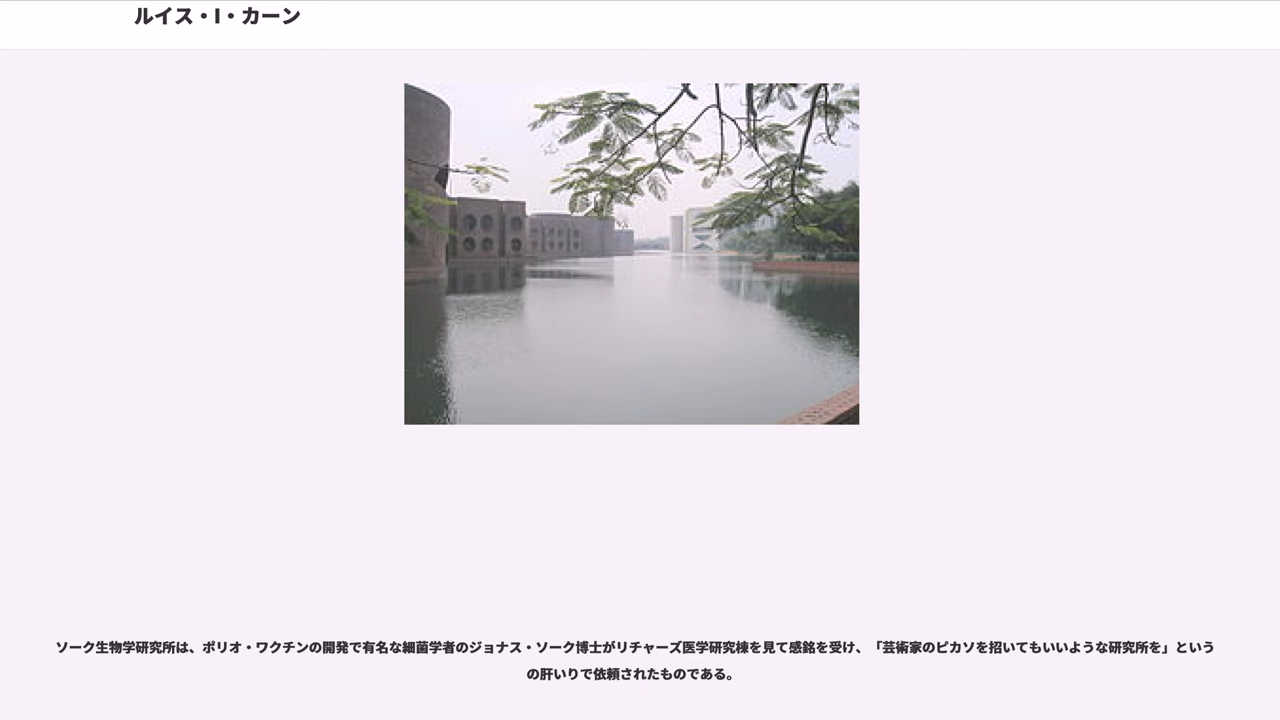 ルイス・I・カーン
ソーク生物学研究所は、ポリオ・ワクチンの開発で有名な細菌学者のジョナス・ソーク博士がリチャーズ医学研究棟を見て感銘を受け、「芸術家のピカソを招いてもいいような研究所を」という
の肝いりで依頼されたものである。